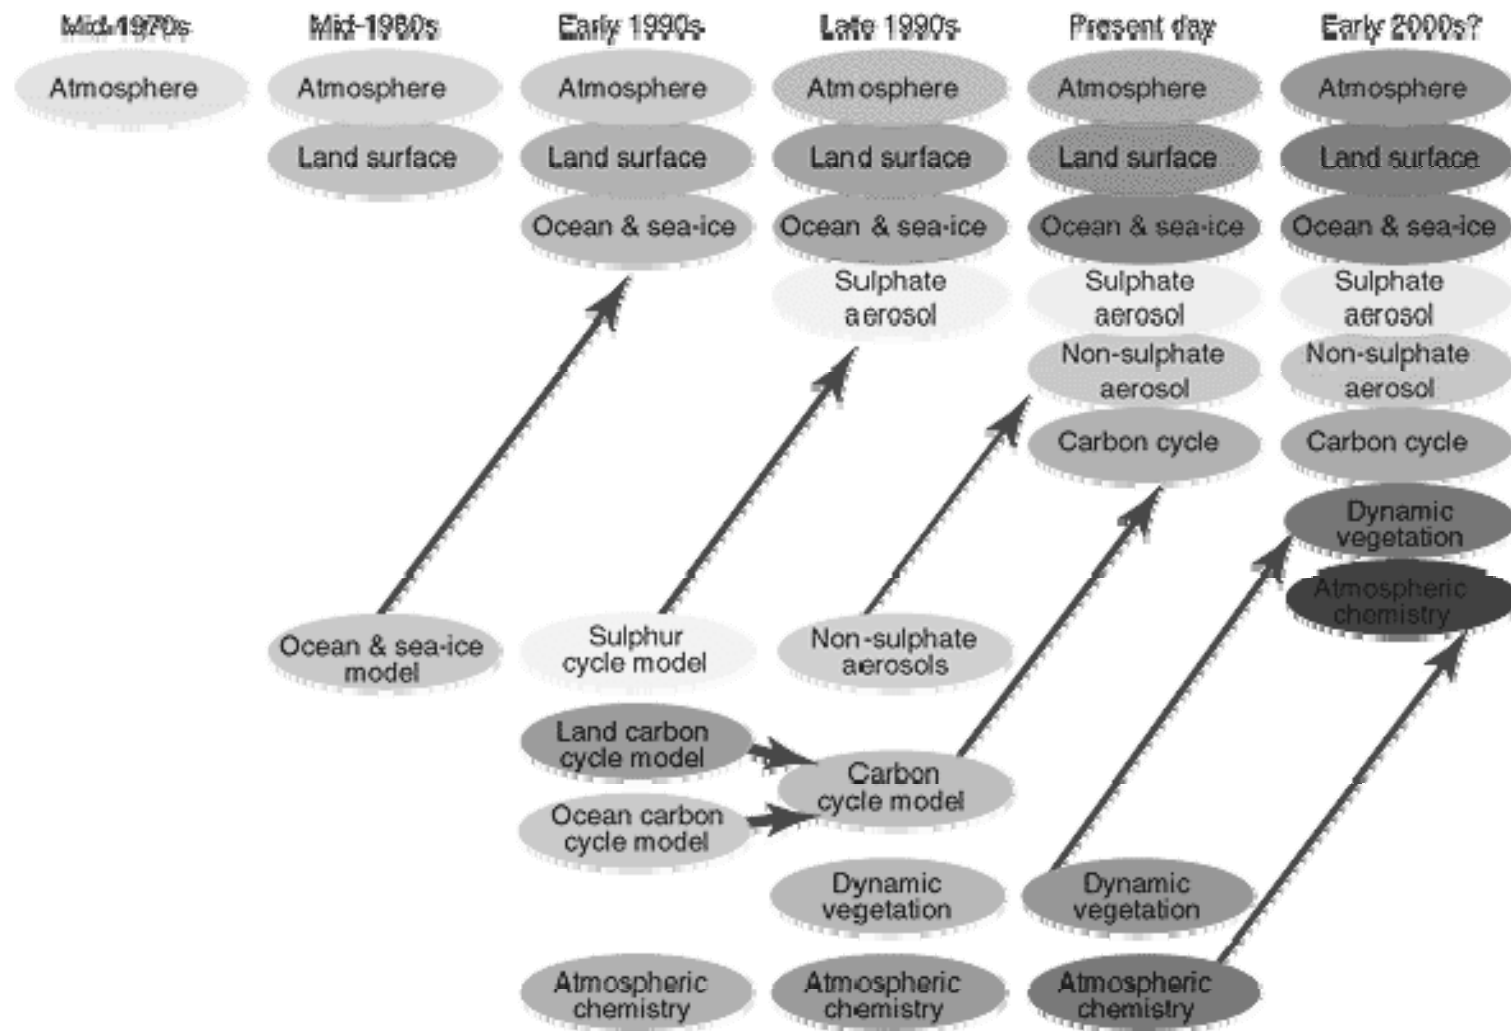 Mid-1970s Mid-1980s Early 1990s Late 1990s Present day Early 2000s?
Atmosphere Atmosphere Atmosphere Atmosphere Atmosphere Atmosphere
Land surface Land surface Land surface Land surface Land surface
Ocean & sea-ice Ocean & sea-ice Ocean & sea-ice Ocean & sea-ice
Sulphate Sulphate Sulphate
aerosol aerosol aerosol
Non-sulphate Non-sulphate
aerosol aerosol
Carbon cycle Carbon cycle
Dynamic
vegetation
Atmospheric
chemistry
Ocean & sea-ice
model
Sulphur
cycle model
Non-sulphate
aerosols
Land carbon
cycle model
Carbon
cycle model
Ocean carbon
cycle model
Dynamic
vegetation
Dynamic
vegetation
Atmospheric
chemistry
Atmospheric
chemistry
Atmospheric
chemistry